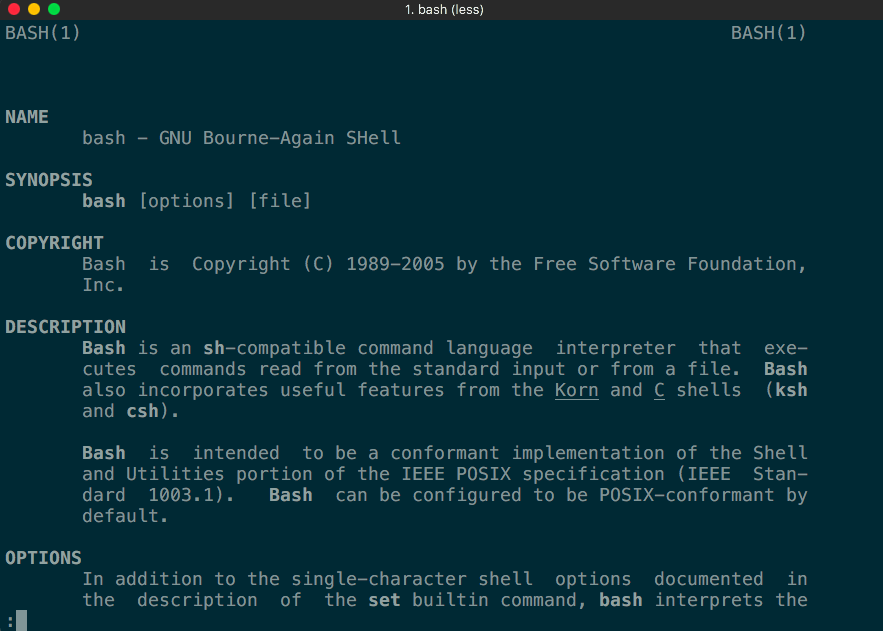 1. bash (less)
BASH(1) BASH(1)
NAME
bash – GNU Bourne–Again SHell
SYNOPSIS
bash [options] [file]
COPYRIGHT
Bash is Copyright (C) 1989–2005 by the Free Software Foundation,
Inc.
DESCRIPTION
Bash is an sh–compatible command language interpreter that exe–
cutes commands read from the standard input or from a file. Bash
also incorporates useful features from the Korn and C shells (ksh
and csh).
Bash is intended to be a conformant implementation of the Shell
and Utilities portion of the IEEE POSIX specification (IEEE Stan–
dard 1003.1). Bash can be configured to be POSIX–conformant by
default.
OPTIONS
In addition to the single–character shell options documented in
the description of the set builtin command, bash interprets the
: